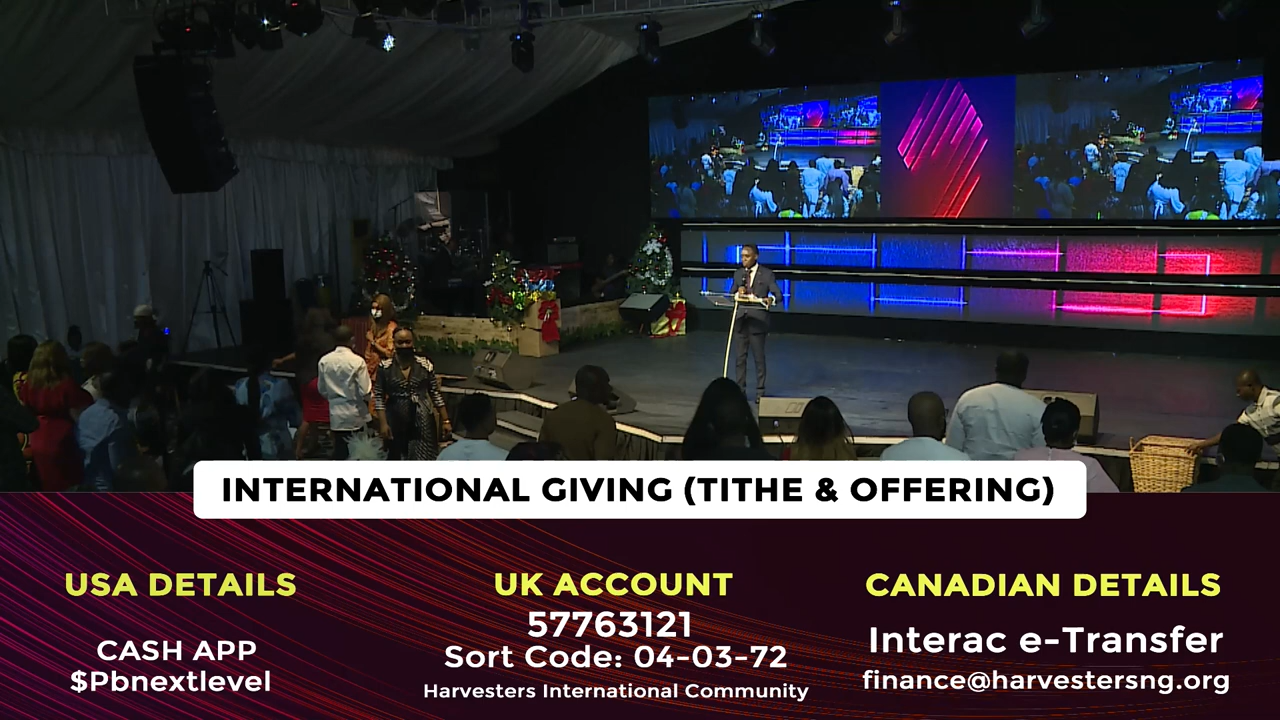 INTERNATIONAL GIVING (TITHE & OFFERING)
USA DETAILS
CASH APP
$Pbnextlevel
UK ACCOUNT
57763121
Sort Code: 04-03-72
Harvesters International Community
CANADIAN DETAILS
Interac e-Transfer
finance@harvestersng.org